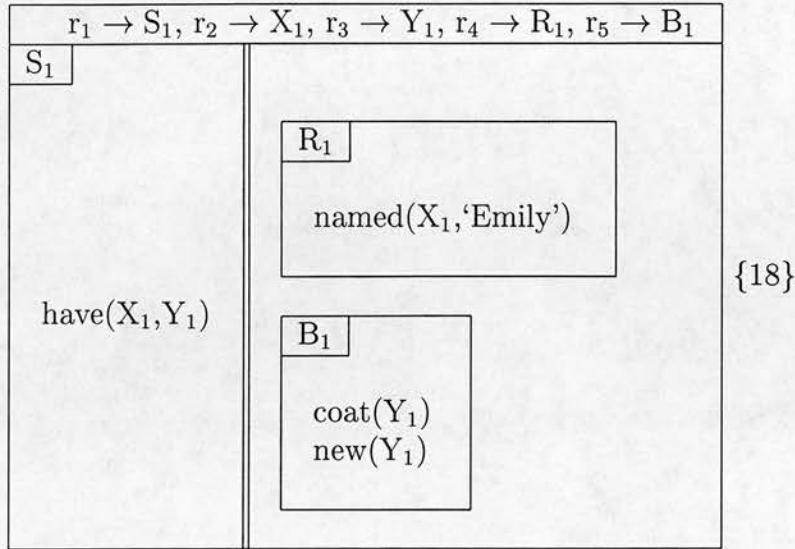 r₁ → S₁, r₂ → X₁, r₃ → Y₁, r₄ → R₁, r₅ → B₁
S₁
have(X₁,Y₁)
R₁
named(X₁,‘Emily’)
B₁
coat(Y₁)
new(Y₁)
{18}